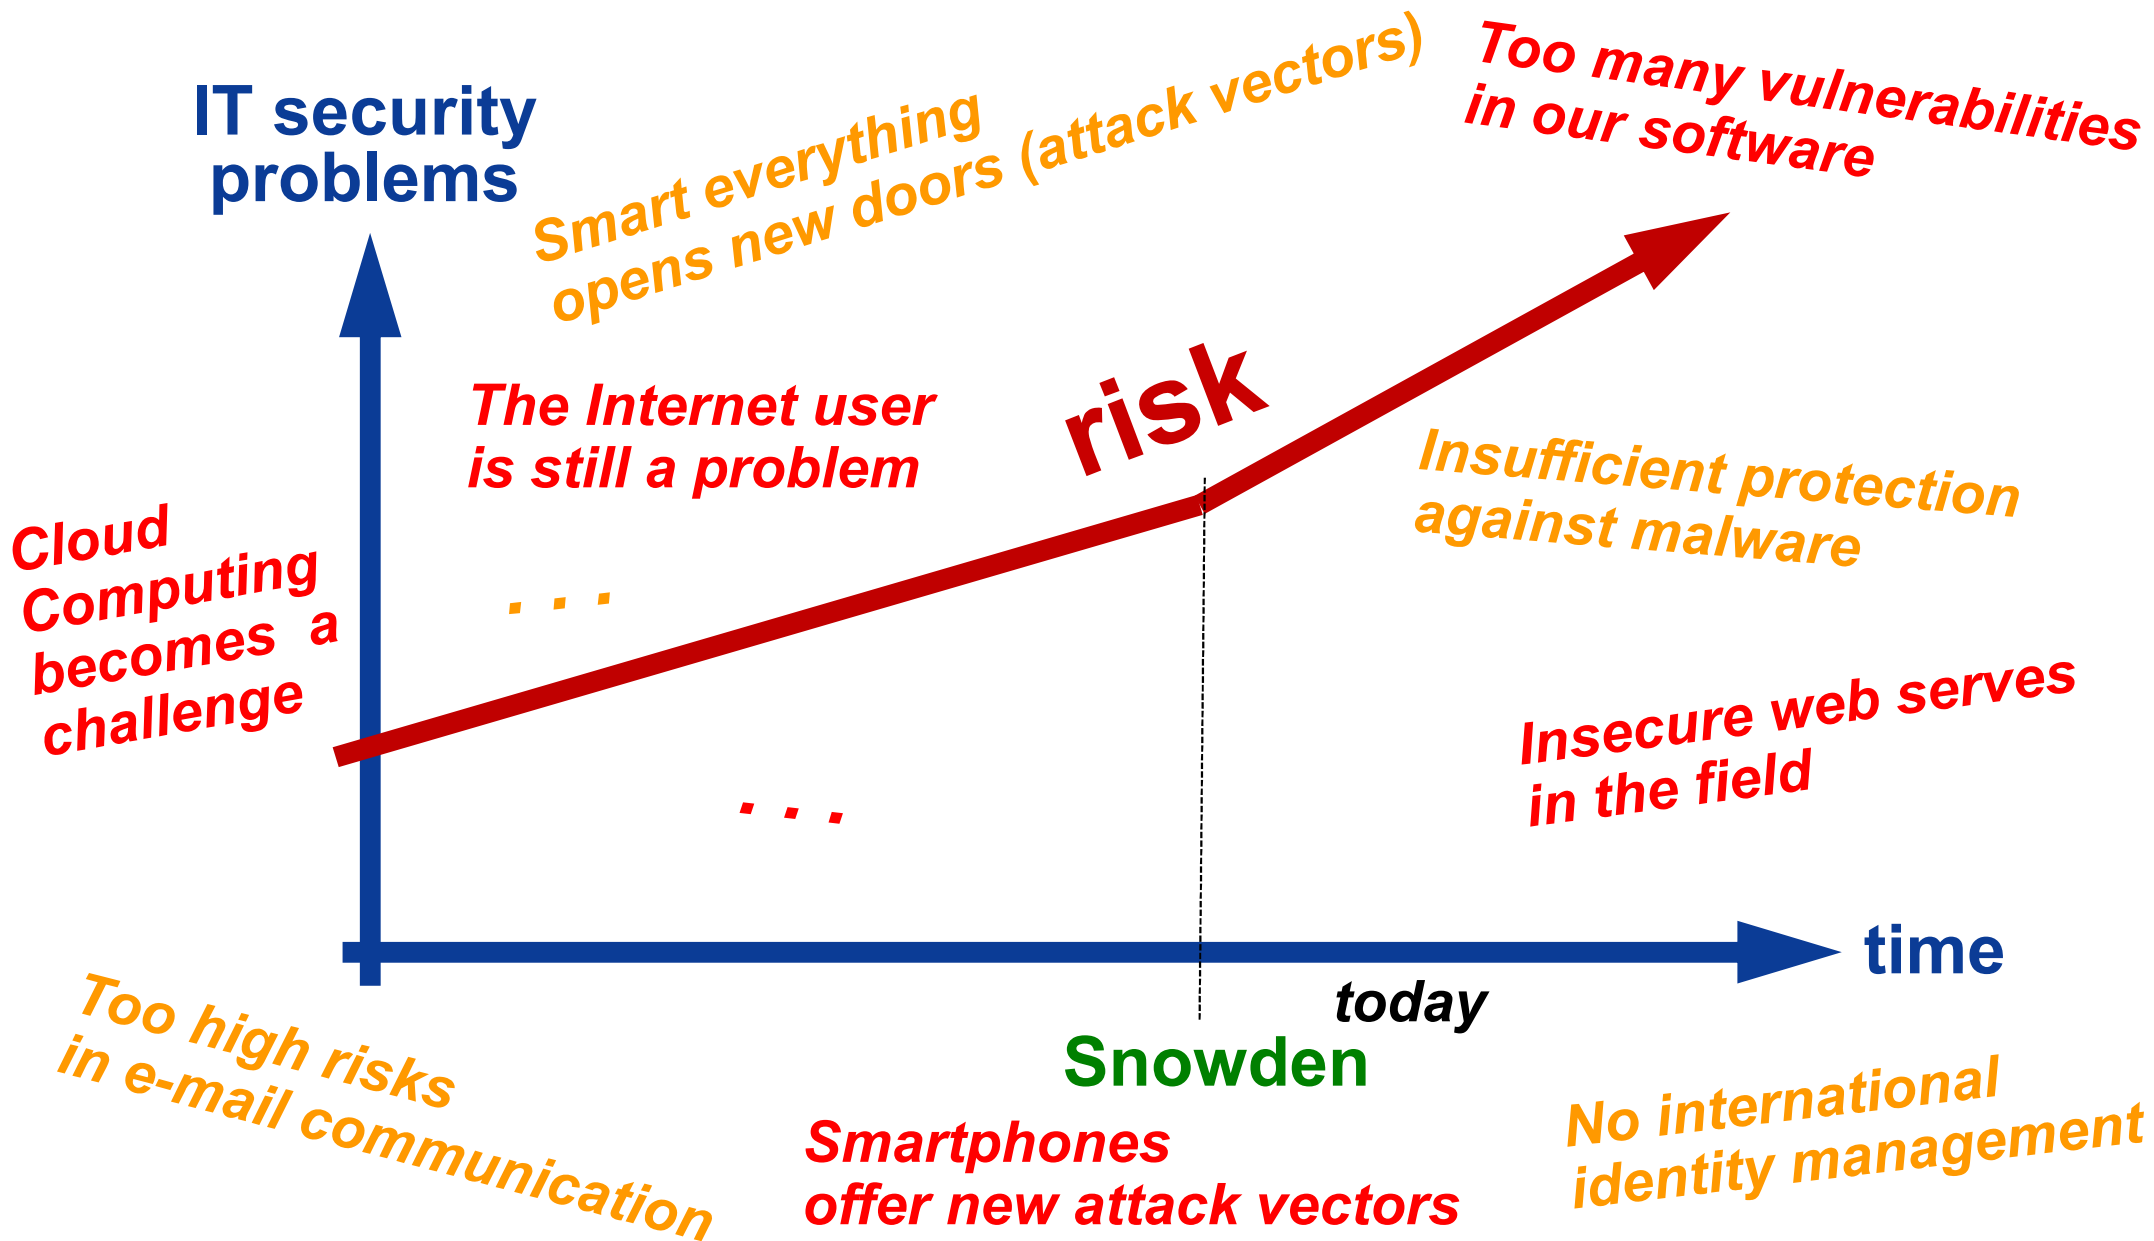 Too many vulnerabilities
in our software
IT security
problems
Smart everything
opens new doors (attack vectors)
risk
The Internet user
is still a problem
Insufficient protection
against malware
Cloud
Computing
becomes a
challenge
. . .
Insecure web serves
in the field
. . .
time
today
Too high risks
in e-mail communication
Snowden
No international
identity management
Smartphones
offer new attack vectors